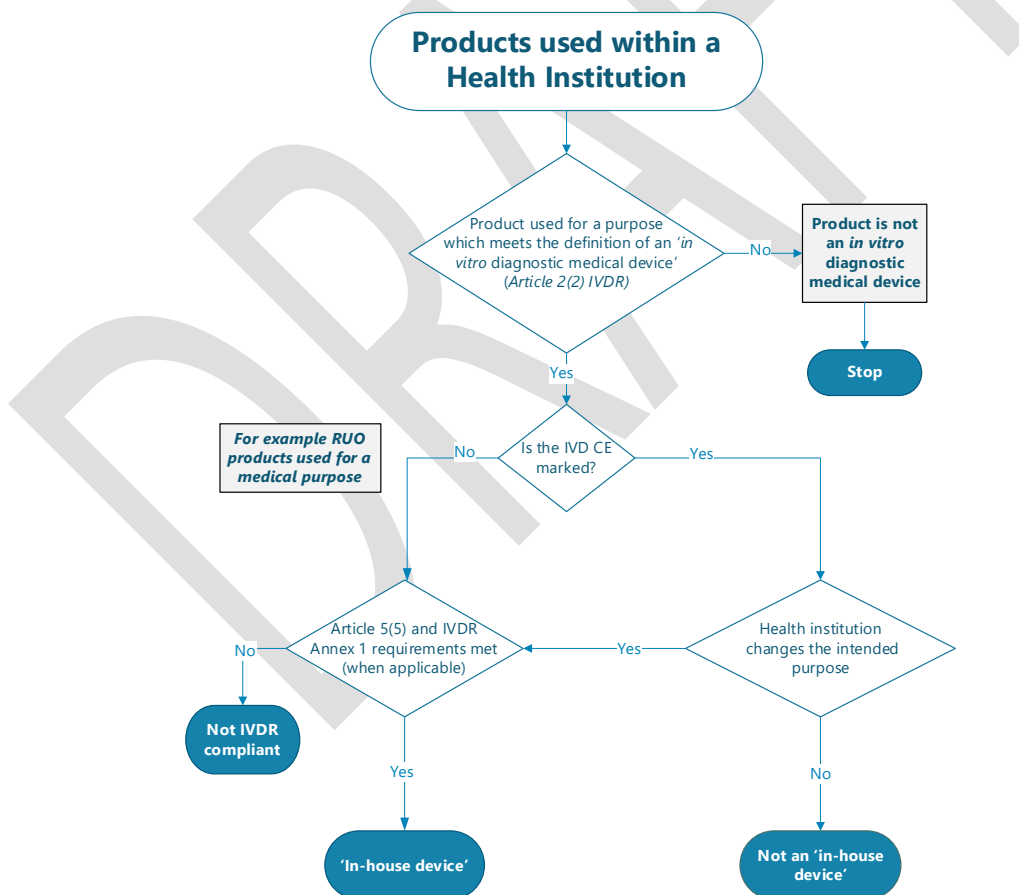 Products used within a
Health Institution
Product used for a purpose
which meets the definition of an ‘in
vitro diagnostic medical device’
(Article 2(2) IVDR)
No
Product is not
an in vitro
diagnostic
medical device
Stop
Yes
For example RUO
products used for a
medical purpose
No
Is the IVD CE
marked?
Yes
Article 5(5) and IVDR
Annex 1 requirements met
(when applicable)
Yes
Health institution
changes the intended
purpose
No
Not IVDR
compliant
Yes
No
‘In-house device’
Not an ‘in-house
device’
DRAFT